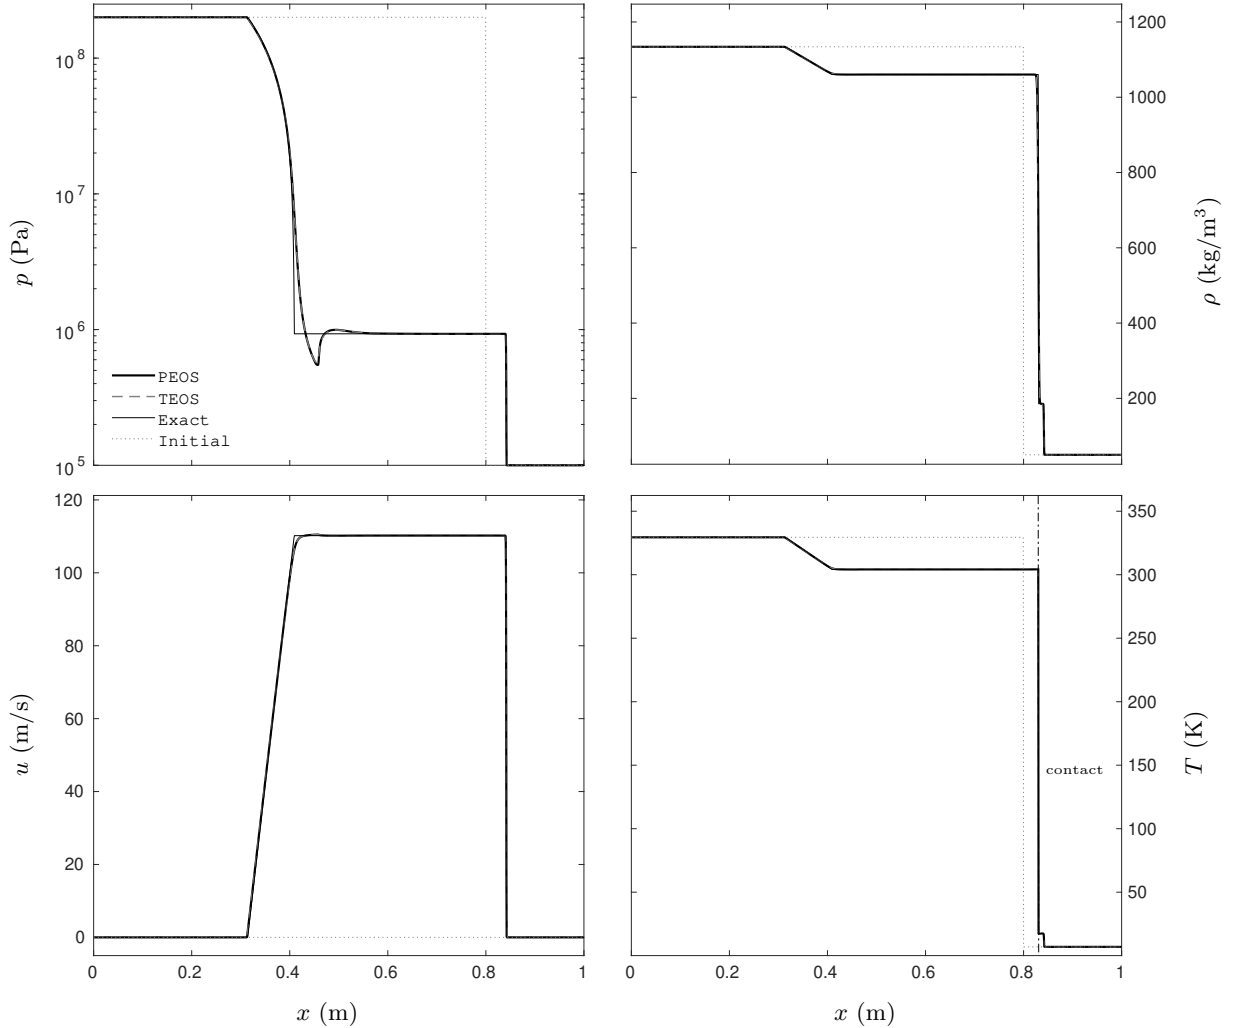 10^8
10^7
10^6
10^5
p (Pa)
PEOS
TEOS
Exact
Initial
1200
1000
800
600
400
200
ρ (kg/m^3)
120
100
80
60
40
20
0
u (m/s)
0 0.2 0.4 0.6 0.8 1
x (m)
350
300
250
200
150
100
50
T (K)
contact
0 0.2 0.4 0.6 0.8 1
x (m)